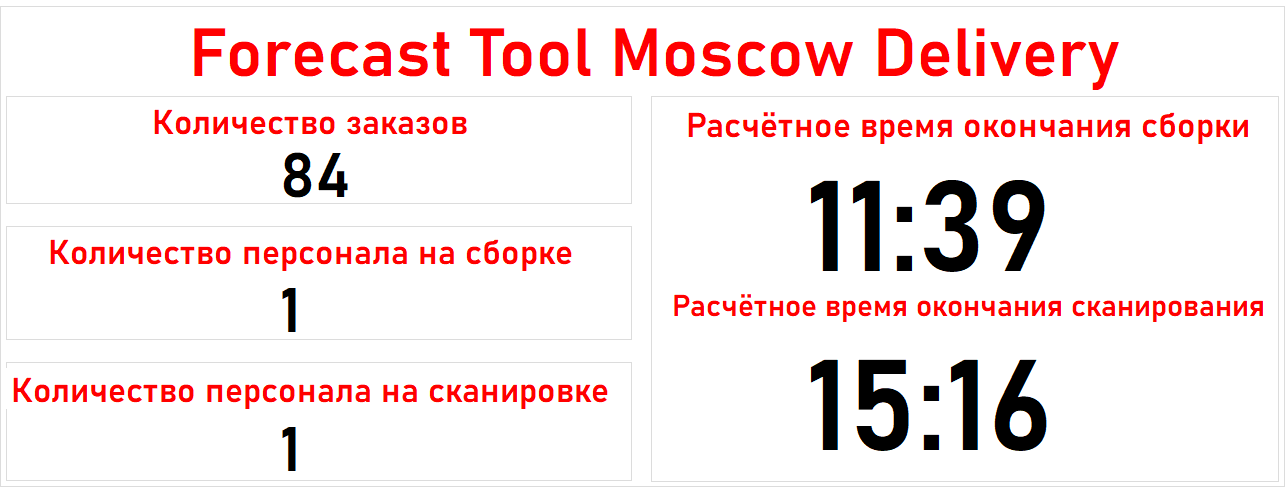 Forecast Tool Moscow Delivery
Количество заказов
84
Количество персонала на сборке
1
Количество персонала на сканировке
1
Расчётное время окончания сборки
11:39
Расчётное время окончания сканирования
15:16